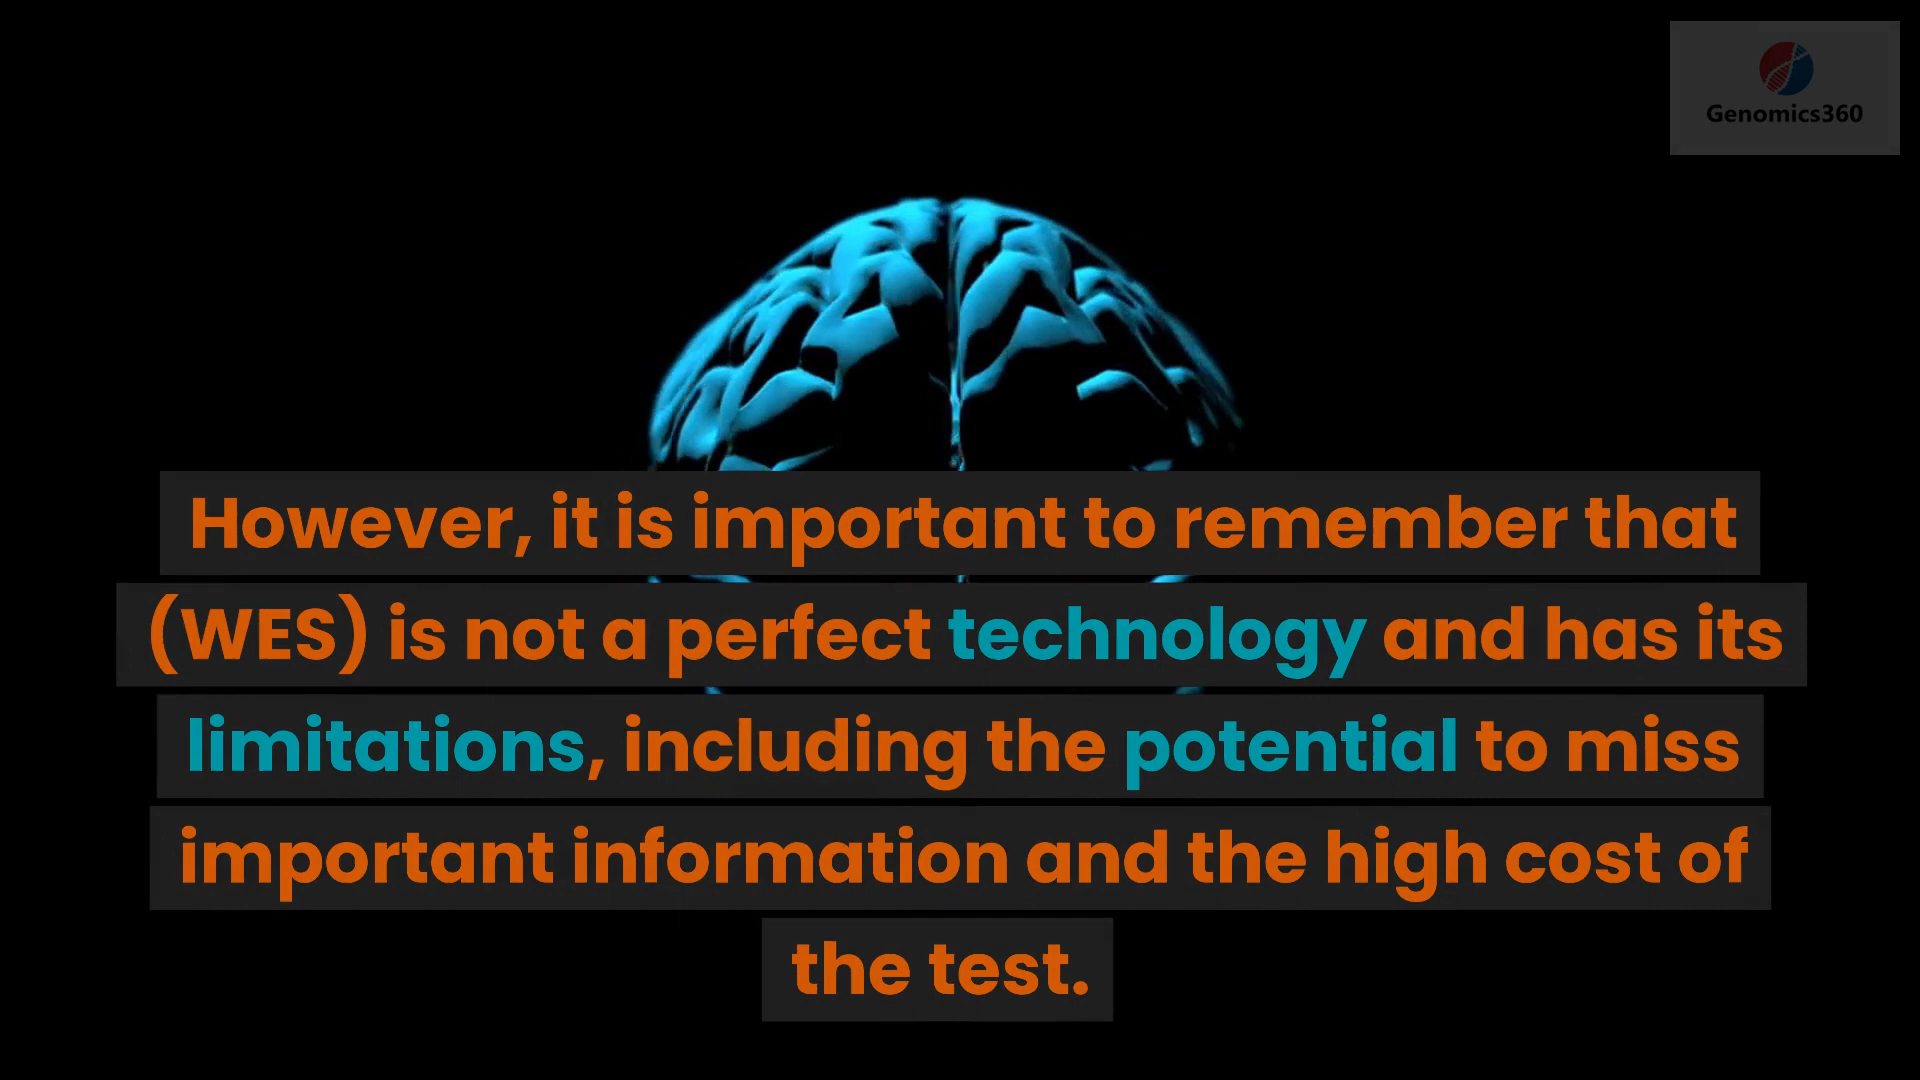 Genomics360
However, it is important to remember that
(WES) is not a perfect technology and has its
limitations, including the potential to miss
important information and the high cost of
the test.